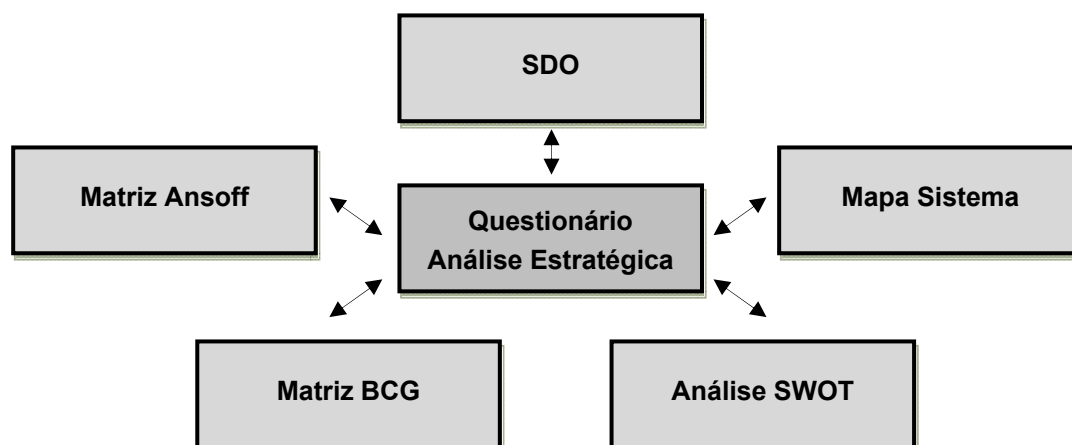 SDO
Matriz Ansoff
Mapa Sistema
Questionário
Análise Estratégica
Matriz BCG
Análise SWOT